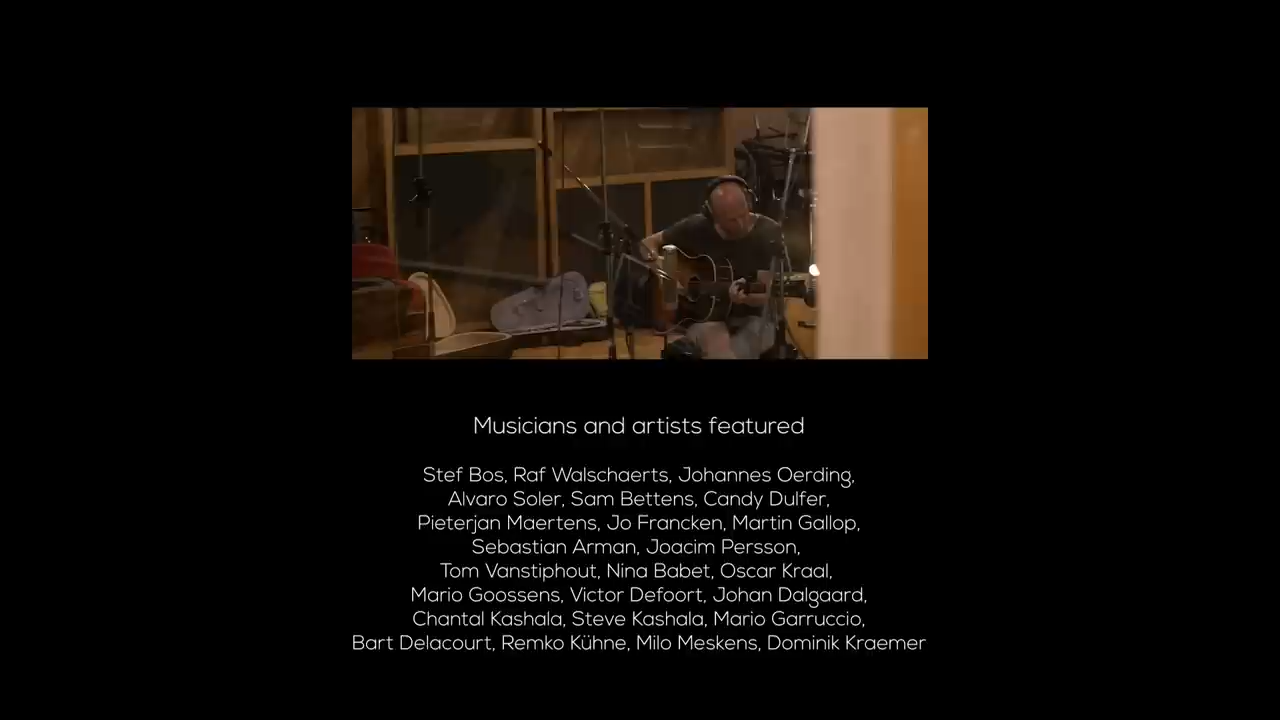 Musicians and artists featured
Stef Bos, Raf Walschaerts, Johannes Oerding,
Alvaro Soler, Sam Bettens, Candy Dulfer,
Pieterjan Maertens, Jo Francken, Martin Gallop,
Sebastian Arman, Joacim Persson,
Tom Vanstiphout, Nina Babet, Oscar Kraal,
Mario Goossens, Victor Defoort, Johan Dalgaard,
Chantal Kashala, Steve Kashala, Mario Garruccio,
Bart Delacourt, Remko Kühne, Milo Meskens, Dominik Kraemer